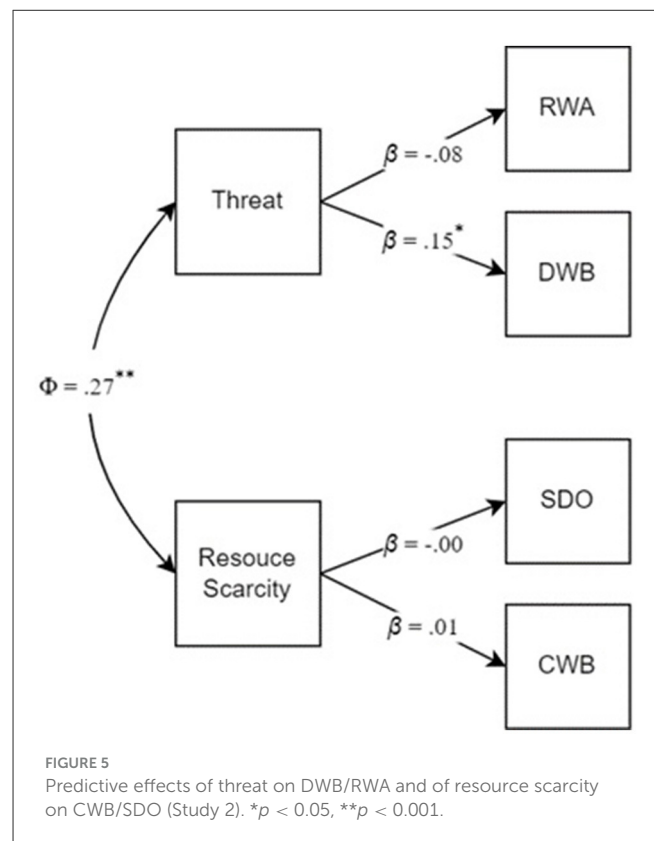 RWA
β = -.08
Threat
β = .15*
DWB
Φ = .27**
SDO
β = -.00
Resouce
Scarcity
β = .01
CWB
FIGURE 5
Predictive effects of threat on DWB/RWA and of resource scarcity
on CWB/SDO (Study 2). *p < 0.05, **p < 0.001.